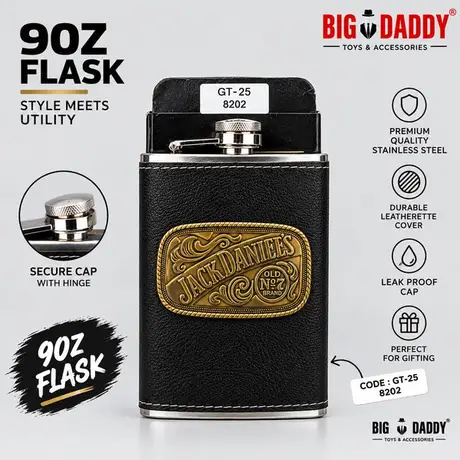 9OZ
FLASK
STYLE MEETS
UTILITY
BIG DADDY®
TOYS & ACCESSORIES
GT-25
8202
PREMIUM
QUALITY
STAINLESS STEEL
DURABLE
LEATHERETTE
COVER
LEAK PROOF
CAP
PERFECT
FOR GIFTING
SECURE CAP
WITH HINGE
JACK DANIEL'S
OLD
No 7
BRAND
9OZ
FLASK
CODE : GT-25
8202
BIG DADDY®
TOYS & ACCESSORIES